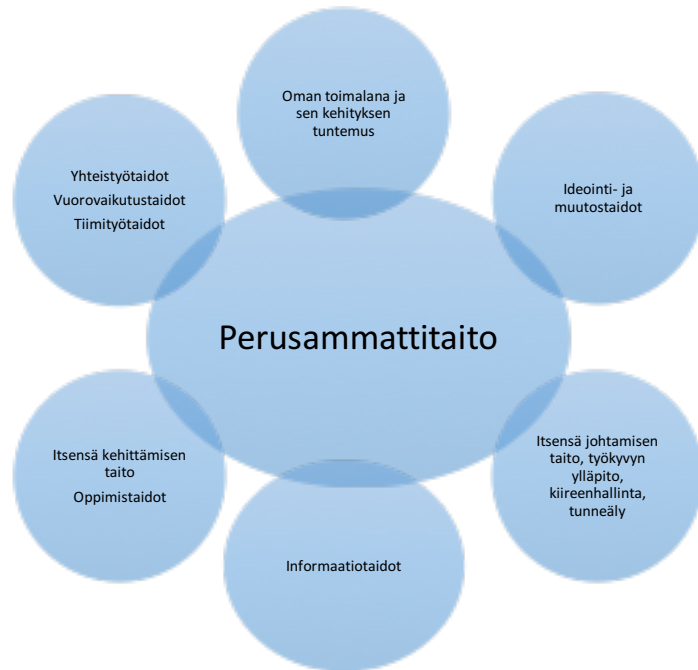 Oman toimalana ja
sen kehityksen
tuntemus
Yhteistyötaidot
Vuorovaikutustaidot
Tiimityötaidot
Ideointi- ja
muutostaidot
Perusammattitaito
Itsensä kehittämisen
taito
Oppimistaidot
Itsensä johtamisen
taito, työkyvyn
ylläpito,
kiireenhallinta,
tunneäly
Informaatiotaidot